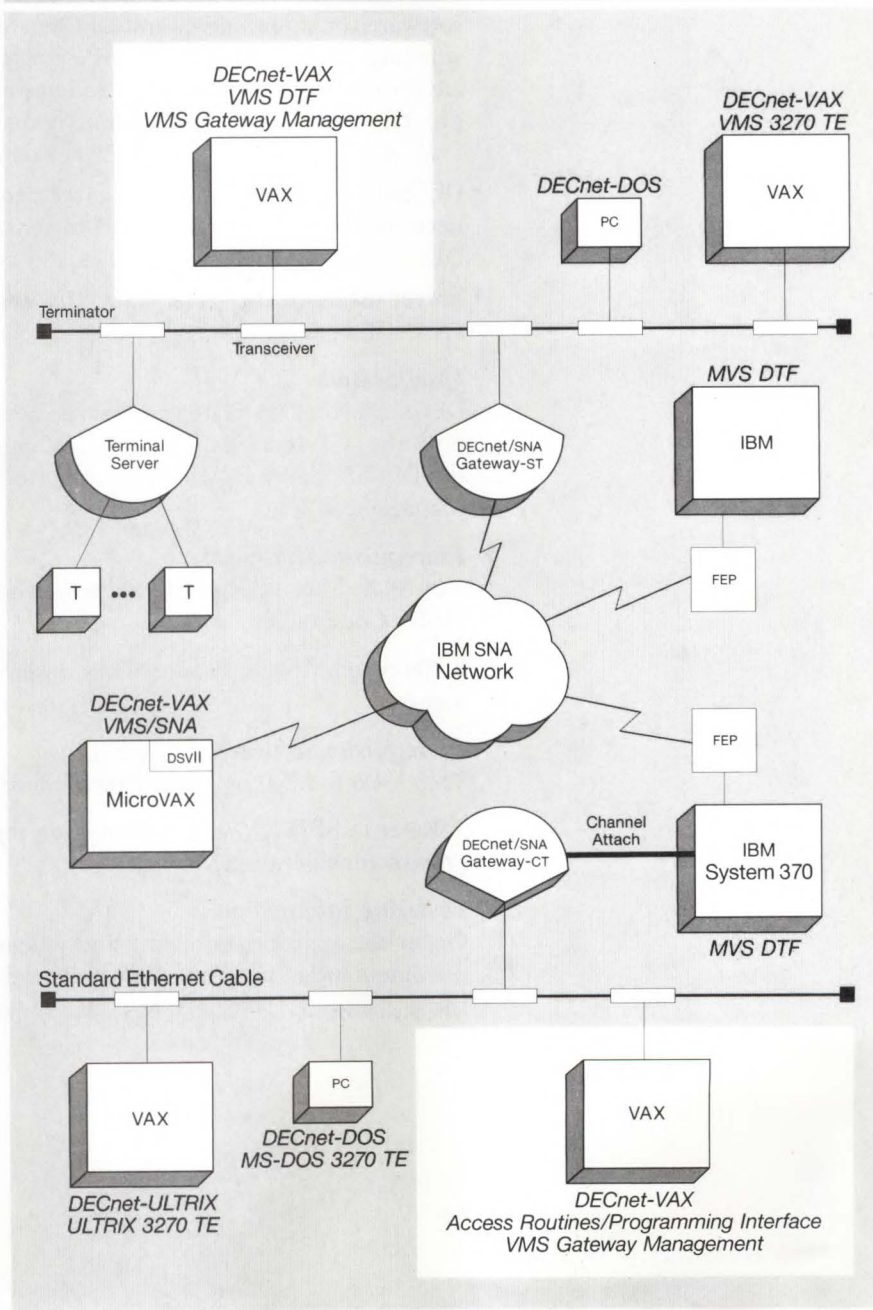 DECnet-VAX
VMS DTF
VMS Gateway Management
VAX
DECnet-VAX
VMS 3270 TE
VAX
DECnet-DOS
PC
Terminator
Transceiver
Terminal
Server
T
•••
T
DECnet/SNA
Gateway-ST
MVS DTF
IBM
FEP
IBM SNA
Network
DECnet-VAX
VMS/SNA
DSVII
MicroVAX
FEP
DECnet/SNA
Gateway-CT
Channel
Attach
IBM
System 370
MVS DTF
Standard Ethernet Cable
VAX
DECnet-ULTRIX
ULTRIX 3270 TE
PC
DECnet-DOS
MS-DOS 3270 TE
VAX
DECnet-VAX
Access Routines/Programming Interface
VMS Gateway Management